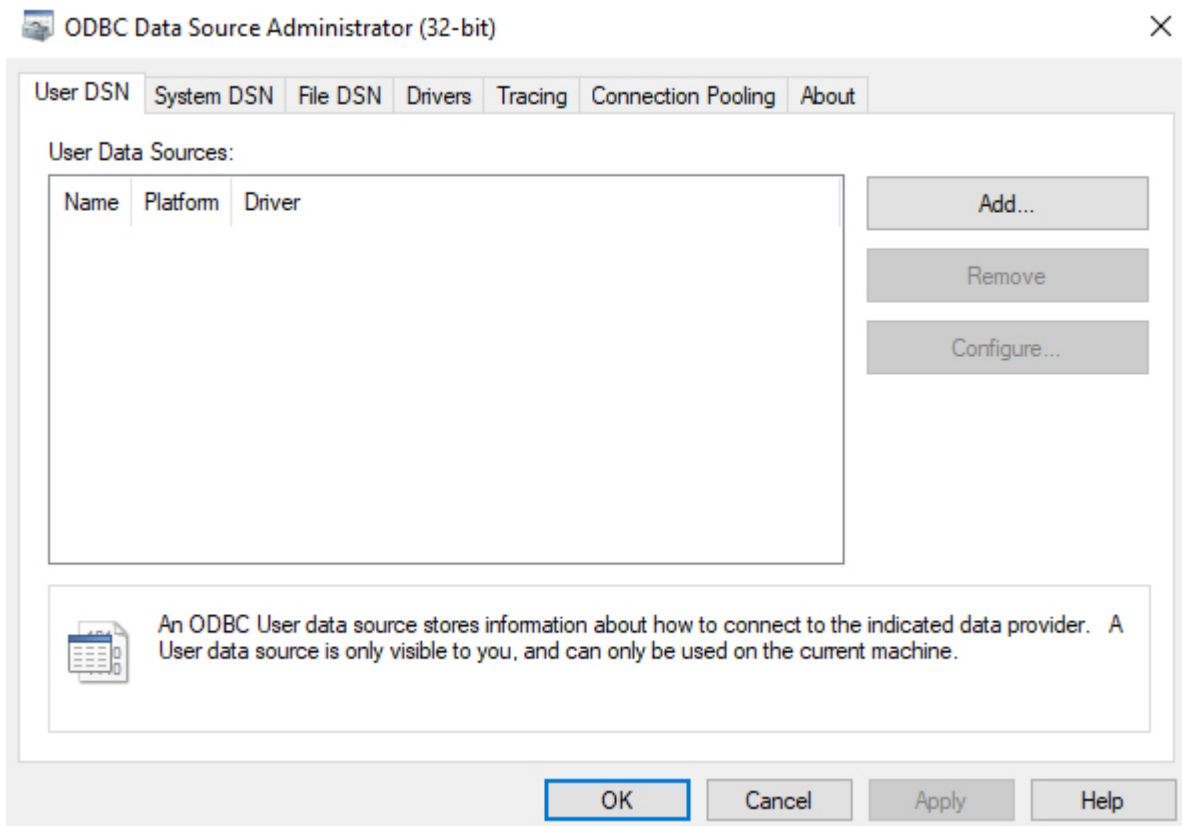 ODBC Data Source Administrator (32-bit)
User DSN System DSN File DSN Drivers Tracing Connection Pooling About
User Data Sources:
Name Platform Driver
Add...
Remove
Configure...
An ODBC User data source stores information about how to connect to the indicated data provider. A
User data source is only visible to you, and can only be used on the current machine.
OK Cancel Apply Help